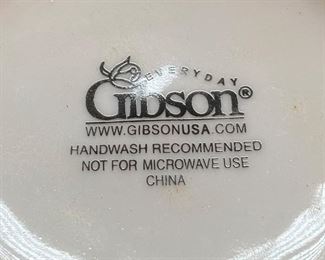 EVERYDAY
GIBSON®
WWW.GIBSONUSA.COM
HANDWASH RECOMMENDED
NOT FOR MICROWAVE USE
CHINA